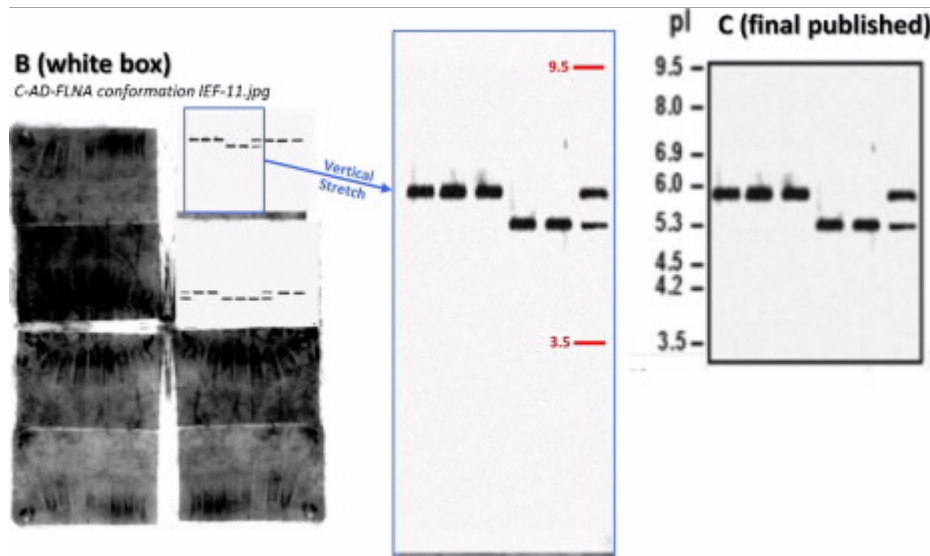 B (white box)
C-AD-FLNA conformation IEF-11.jpg
Vertical
Stretch
9.5
3.5
pI
C (final published)
9.5
8.0
6.9
6.0
5.3
4.5
4.2
3.5